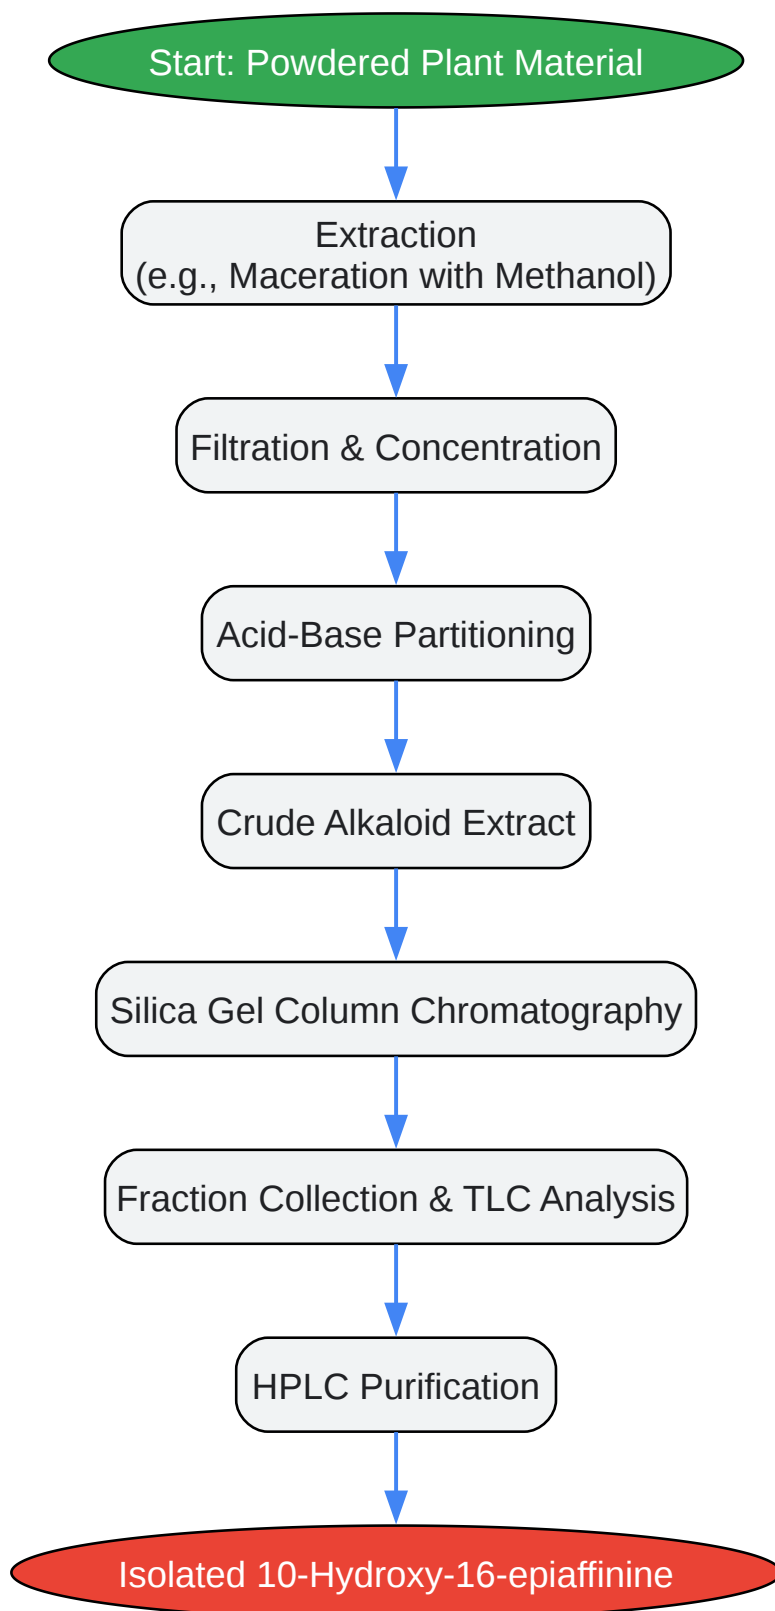 Start: Powdered Plant Material
Extraction
(e.g., Maceration with Methanol)
Filtration & Concentration
Acid-Base Partitioning
Crude Alkaloid Extract
Silica Gel Column Chromatography
Fraction Collection & TLC Analysis
HPLC Purification
Isolated 10-Hydroxy-16-epiaffinine